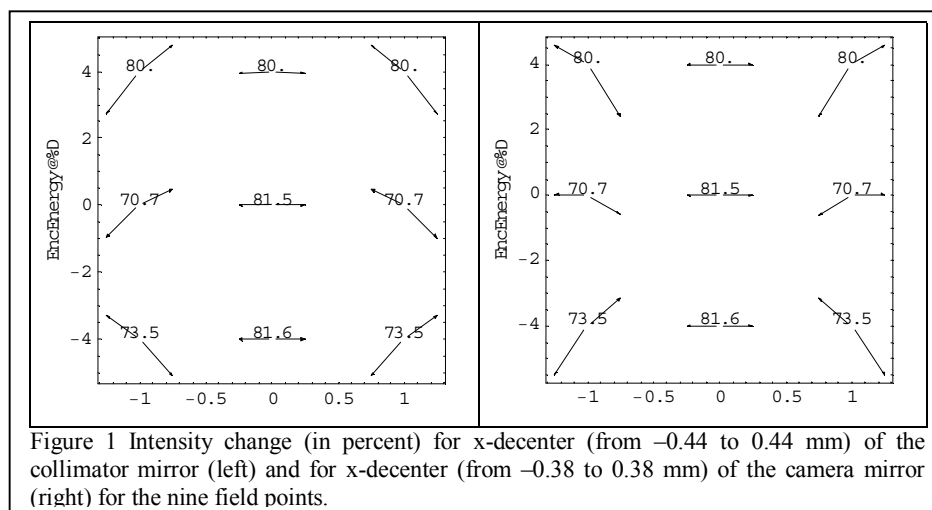 80. 80. 80.
4
2
70.7 81.5 70.7
0
-2
73.5 81.6 73.5
-4
-1 -0.5 0 0.5 1
EncEnergy@%D
80. 80. 80.
4
2
70.7 81.5 70.7
0
-2
73.5 81.6 73.5
-4
-1 -0.5 0 0.5 1
EncEnergy@%D
Figure 1 Intensity change (in percent) for x-decenter (from –0.44 to 0.44 mm) of the
collimator mirror (left) and for x-decenter (from –0.38 to 0.38 mm) of the camera mirror
(right) for the nine field points.